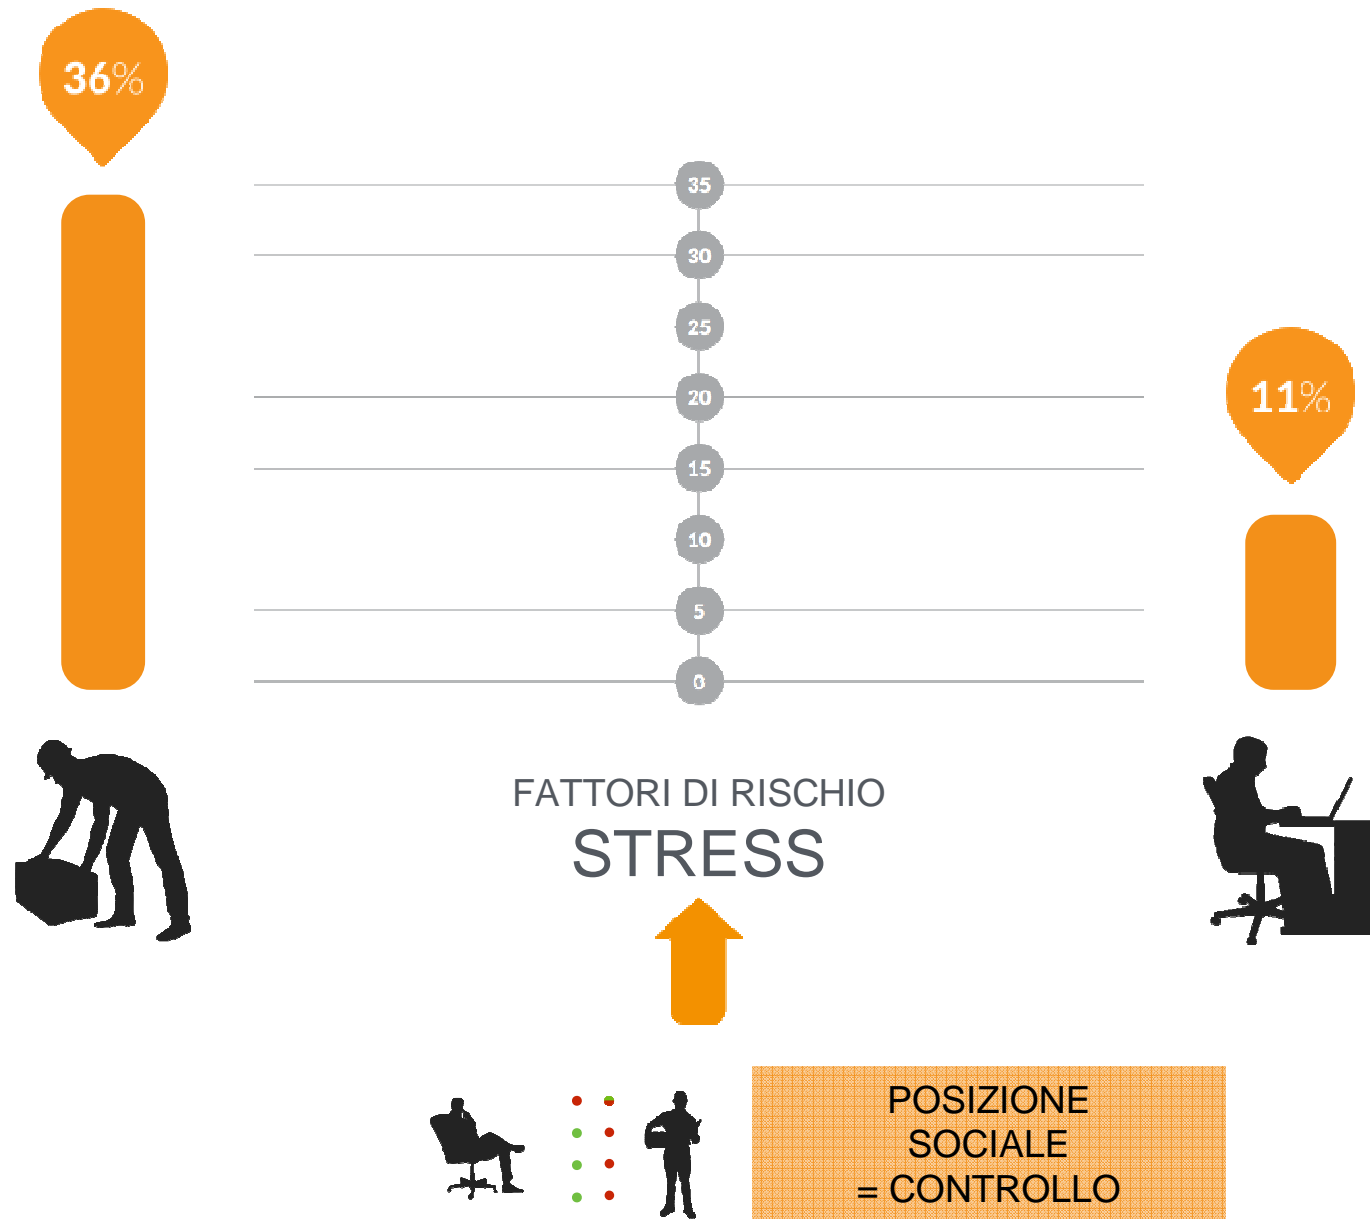 36%
35
30
25
20
15
10
5
0
11%
FATTORI DI RISCHIO
STRESS
POSIZIONE
SOCIALE
= CONTROLLO